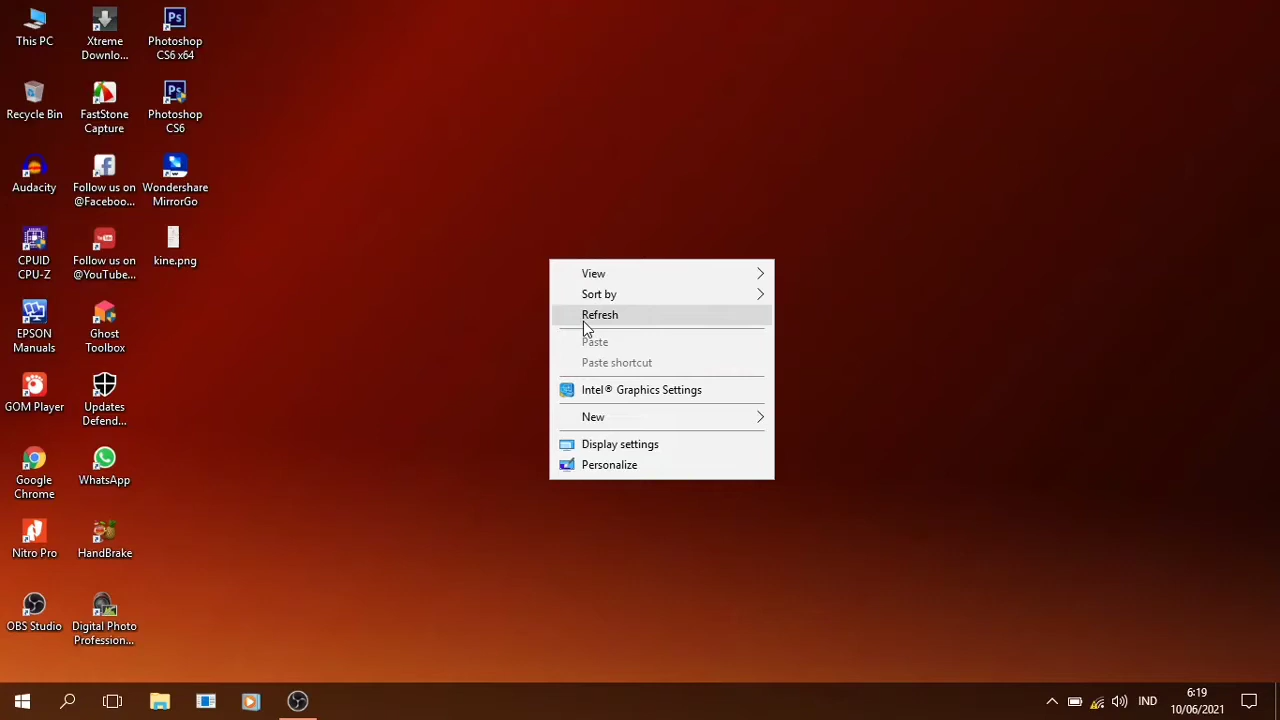 This PC
Xtreme
Downlo...
Photoshop
CS6 x64
Recycle Bin
FastStone
Capture
Photoshop
CS6
Audacity
Follow us on
@Faceboo...
Wondershare
MirrorGo
CPUID
CPU-Z
Follow us on
@YouTube...
kine.png
EPSON
Manuals
Ghost
Toolbox
GOM Player
Updates
Defend...
Google
Chrome
WhatsApp
Nitro Pro
HandBrake
OBS Studio
Digital Photo
Profession...
View
Sort by
Refresh
Paste
Paste shortcut
Intel® Graphics Settings
New
Display settings
Personalize
IND
6:19
10/06/2021